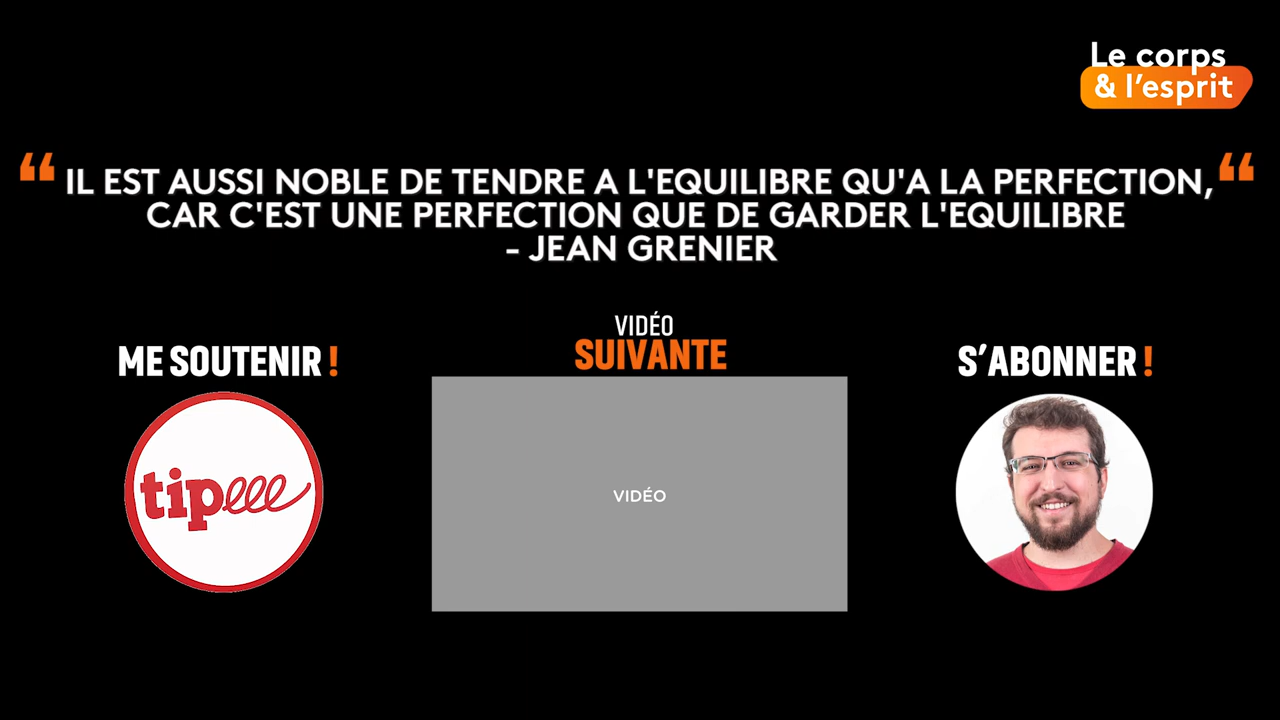 Le corps
& l'esprit
“ IL EST AUSSI NOBLE DE TENDRE A L'EQUILIBRE QU'A LA PERFECTION, “
CAR C'EST UNE PERFECTION QUE DE GARDER L'EQUILIBRE
- JEAN GRENIER
VIDÉO
SUIVANTE
ME SOUTENIR !
S'ABONNER !
tipeee
VIDÉO